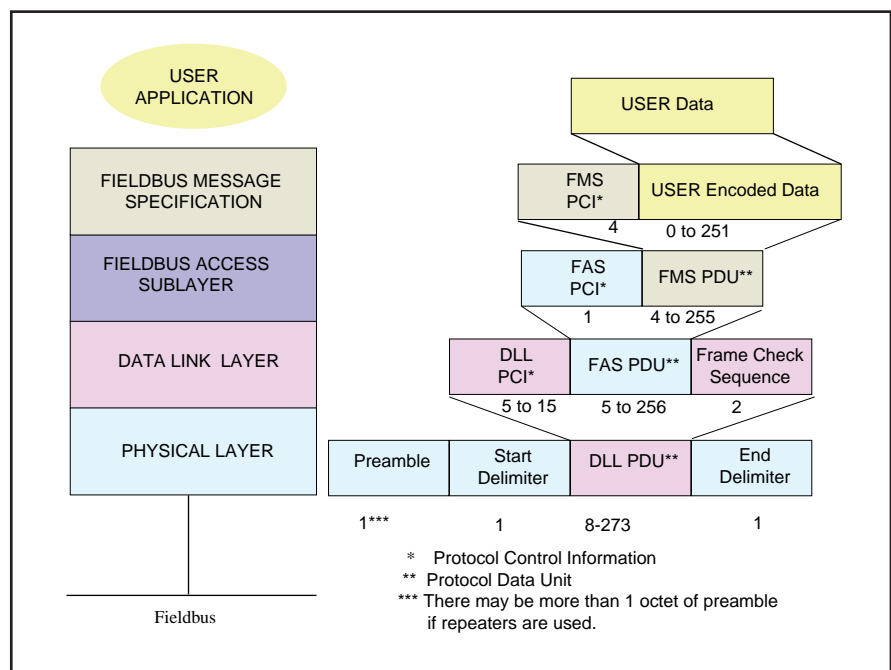 USER
APPLICATION
FIELDBUS MESSAGE
SPECIFICATION
FIELDBUS ACCESS
SUBLAYER
DATA LINK LAYER
PHYSICAL LAYER
Fieldbus
USER Data
FMS
PCI*
USER Encoded Data
4
0 to 251
FAS
PCI*
FMS PDU**
1
4 to 255
DLL
PCI*
FAS PDU**
Frame Check
Sequence
5 to 15
5 to 256
2
Preamble
Start
Delimiter
DLL PDU**
End
Delimiter
1***
1
8-273
1
* Protocol Control Information
** Protocol Data Unit
*** There may be more than 1 octet of preamble
if repeaters are used.